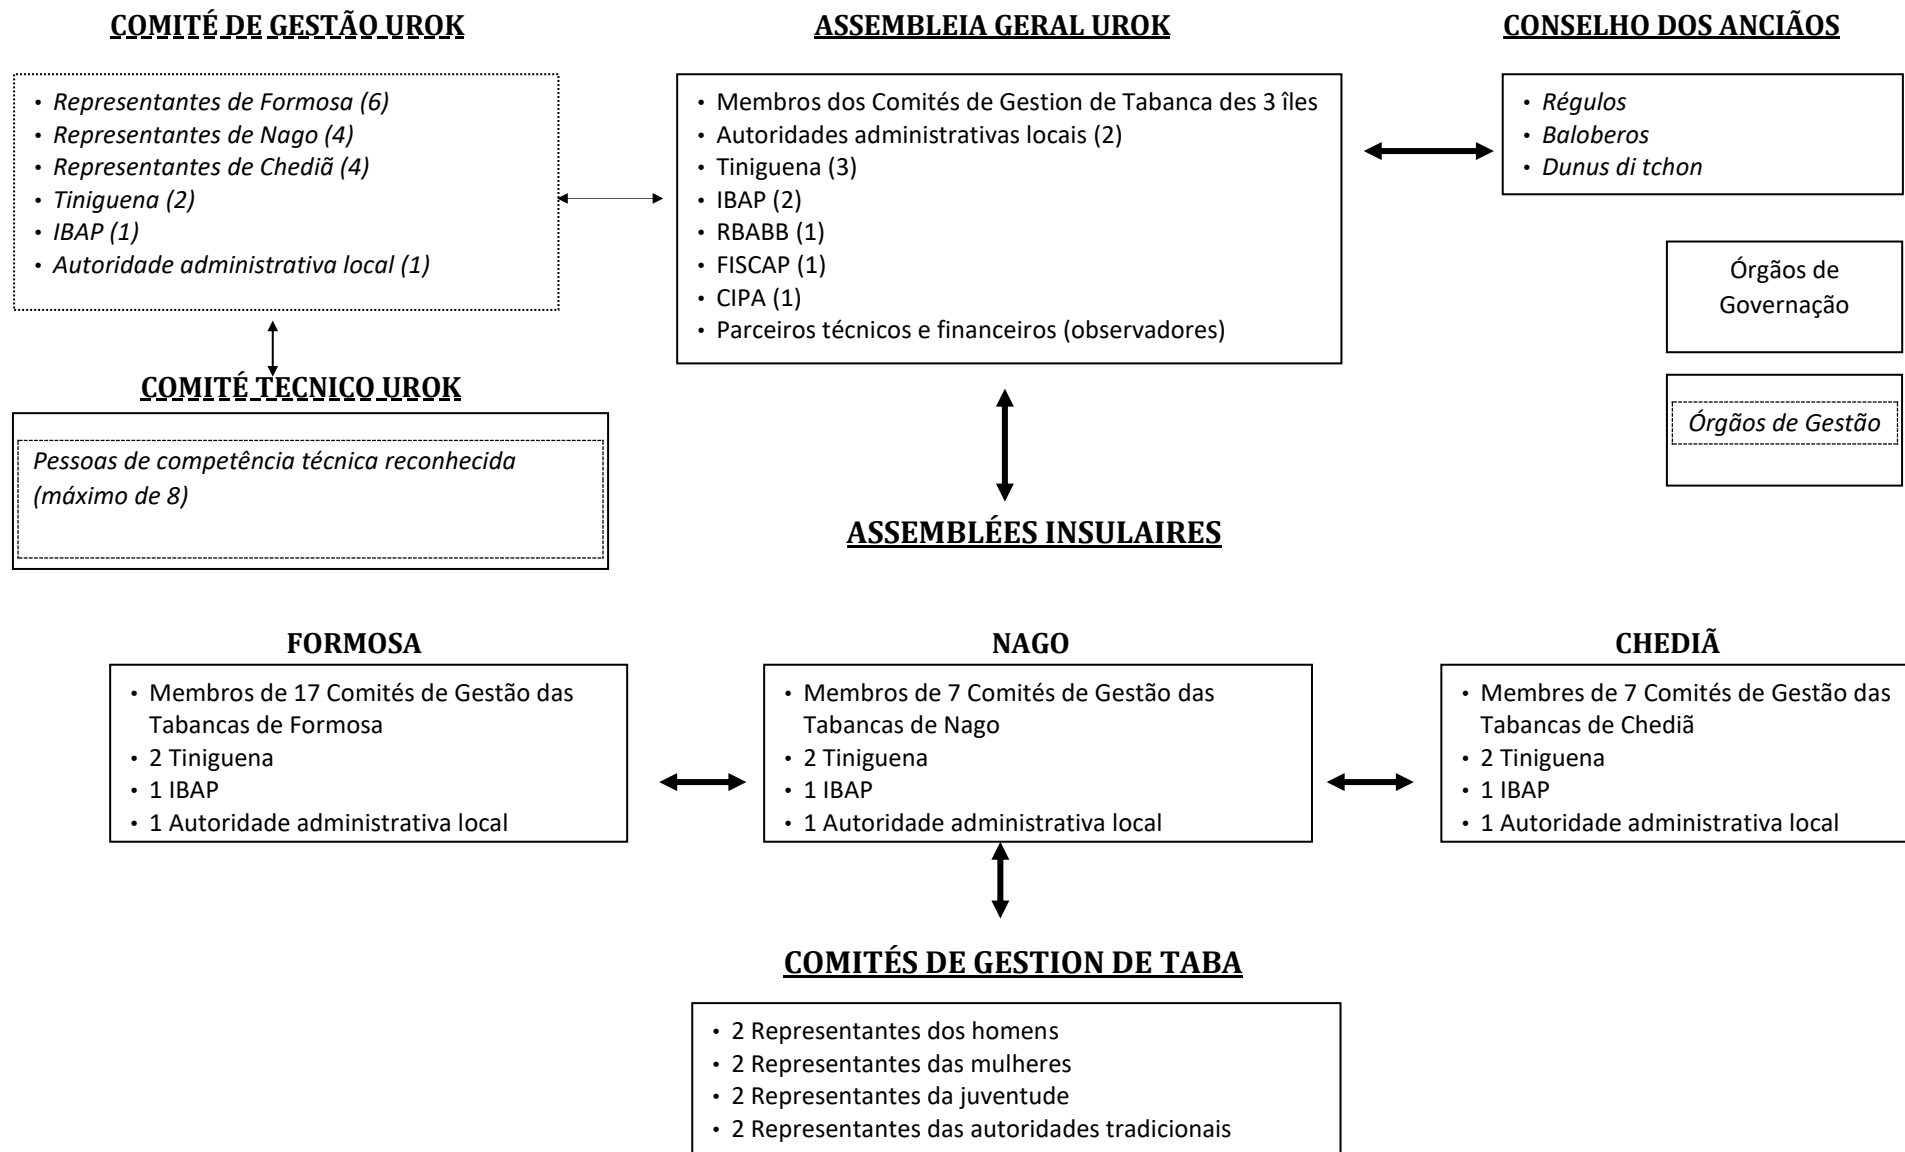 COMITÉ DE GESTÃO UROK
• Representantes de Formosa (6)
• Representantes de Nago (4)
• Representantes de Chediã (4)
• Tiniguena (2)
• IBAP (1)
• Autoridade administrativa local (1)
ASSEMBLEIA GERAL UROK
• Membros dos Comités de Gestion de Tabanca des 3 îles
• Autoridades administrativas locais (2)
• Tiniguena (3)
• IBAP (2)
• RBABB (1)
• FISCAP (1)
• CIPA (1)
• Parceiros técnicos e financeiros (observadores)
CONSELHO DOS ANCIÃOS
• Régulos
• Baloberos
• Dunus di tchon
Órgãos de
Governação
Órgãos de Gestão
COMITÉ TECNICO UROK
Pessoas de competência técnica reconhecida
(máximo de 8)
ASSEMBLÉES INSULAIRES
FORMOSA
• Membros de 17 Comités de Gestão das
Tabancas de Formosa
• 2 Tiniguena
• 1 IBAP
• 1 Autoridade administrativa local
NAGO
• Membros de 7 Comités de Gestão das
Tabancas de Nago
• 2 Tiniguena
• 1 IBAP
• 1 Autoridade administrativa local
CHEDIÃ
• Membres de 7 Comités de Gestão das
Tabancas de Chediã
• 2 Tiniguena
• 1 IBAP
• 1 Autoridade administrativa local
COMITÉS DE GESTION DE TABA
• 2 Representantes dos homens
• 2 Representantes das mulheres
• 2 Representantes da juventude
• 2 Representantes das autoridades tradicionais